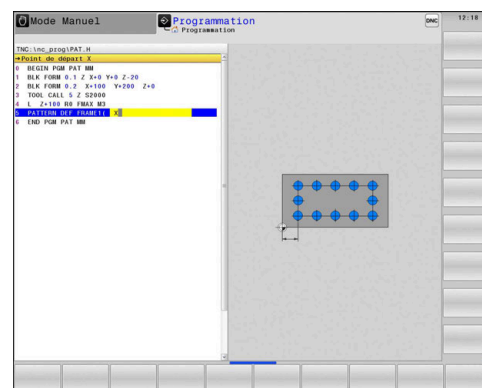 Mode Manuel
Programmation
Programmation
DNC
12:18
TNC:\nc_prog\PAT.H
→Point de départ X
0 BEGIN PGM PAT MM
1 BLK FORM 0.1 Z X+0 Y+0 Z-20
2 BLK FORM 0.2 X+100 Y+200 Z+0
3 TOOL CALL 5 Z S2000
4 L Z+100 R0 FMAX M3
5 PATTERN DEF FRAME1( X
6 END PGM PAT MM